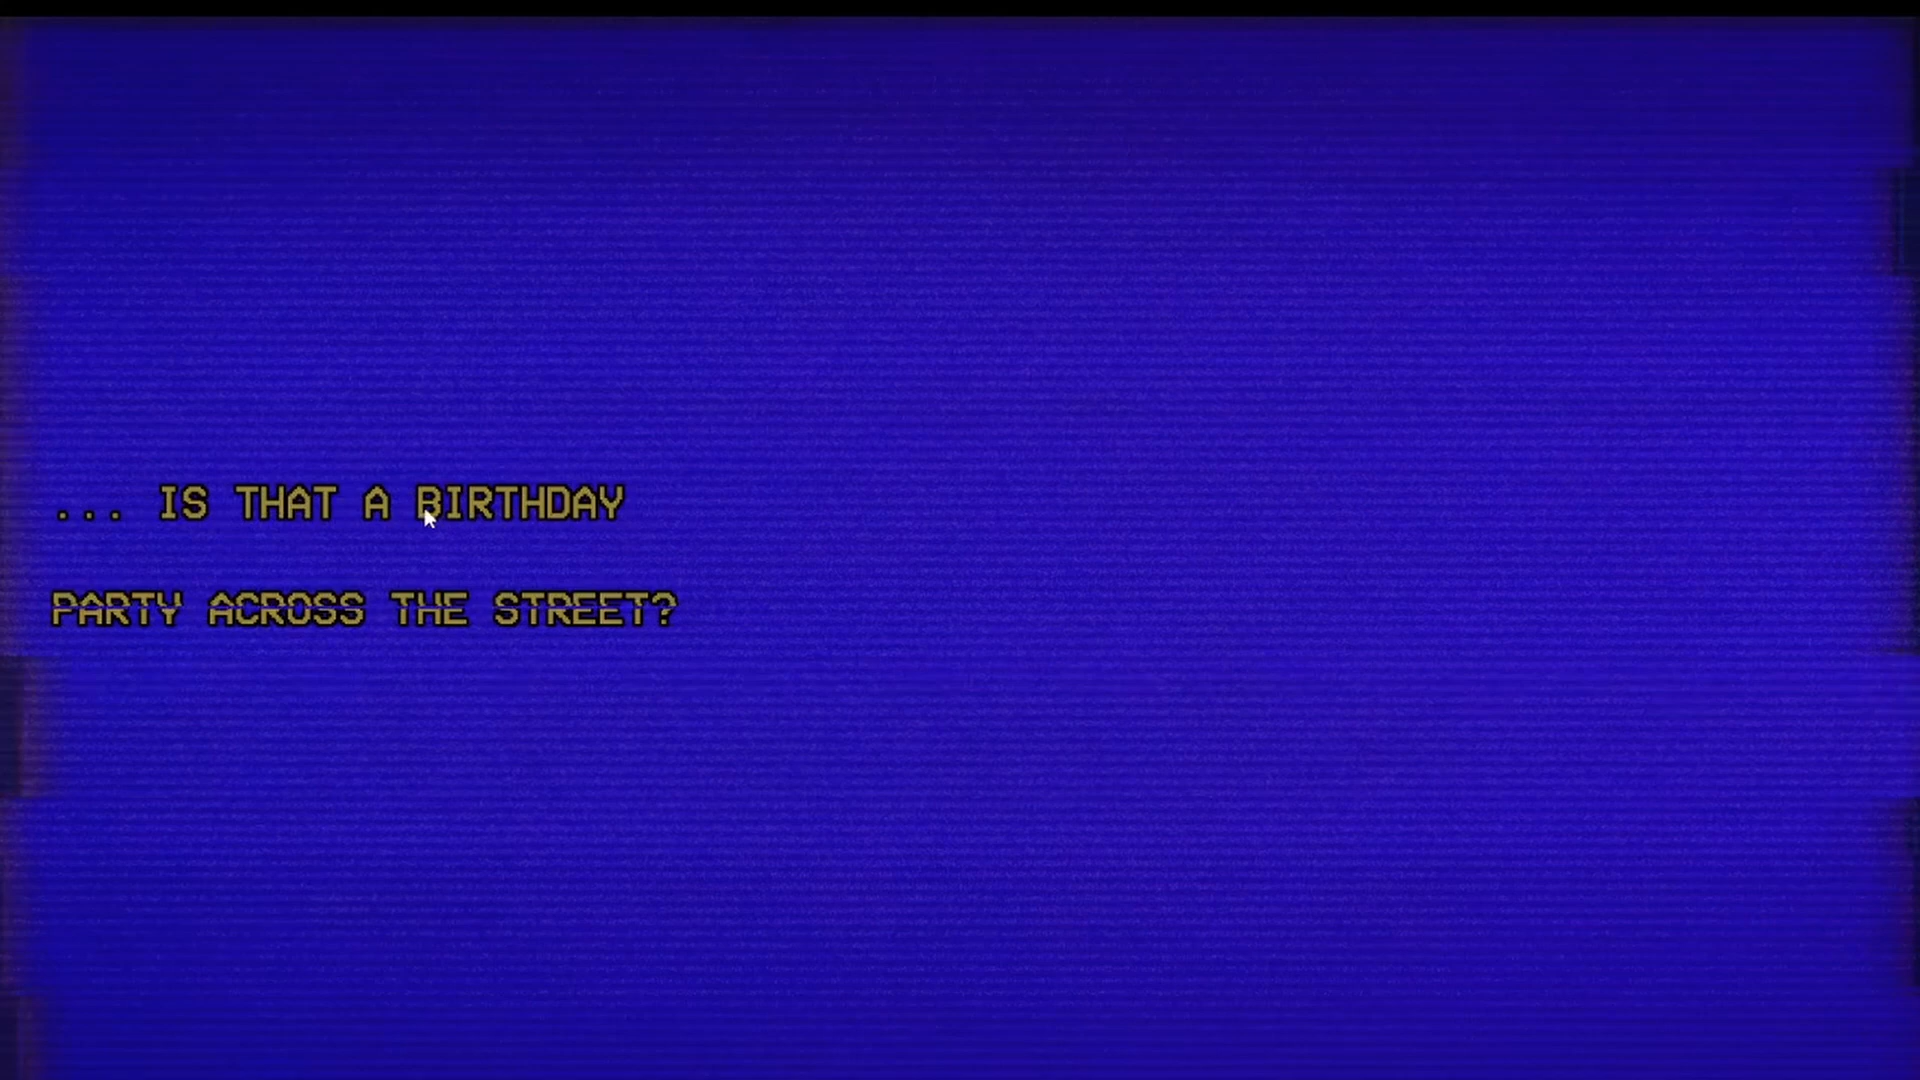 ... IS THAT A BIRTHDAY
PARTY ACROSS THE STREET?